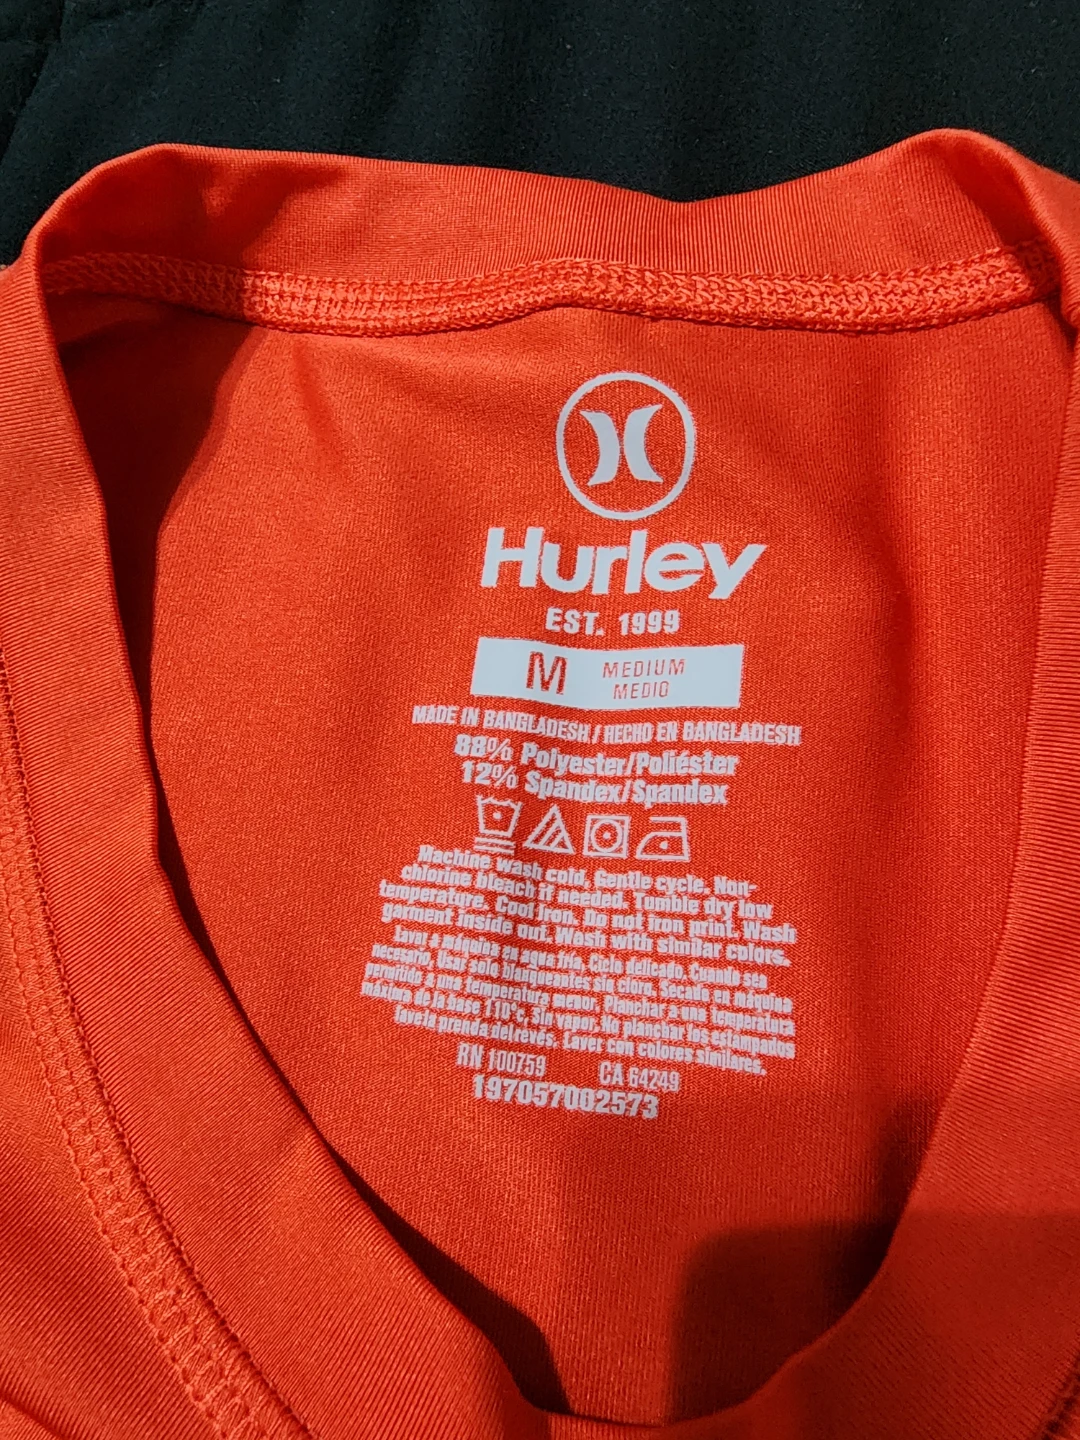 Hurley
EST. 1999
M MEDIUM
MEDIO
MADE IN BANGLADESH / HECHO EN BANGLADESH
88% Polyester/Poliéster
12% Spandex/Spandex
Machine wash cold, Gentle cycle. Non-
chlorine bleach if needed. Tumble dry low
temperature. Cool iron. Do not iron print. Wash
garment inside out. Wash with similar colors.
Lavar a máquina en agua fría, Ciclo delicado. Cuando sea
necesario, Usar solo blanqueantes sin cloro. Secado en máquina
permitido a una temperatura menor. Planchar a una temperatura
máxima de la base 110°c. Sin vapor. No planchar los estampados
Lave la prenda del revés. Lavar con colores similares.
RN 100759 CA 64249
197057002573